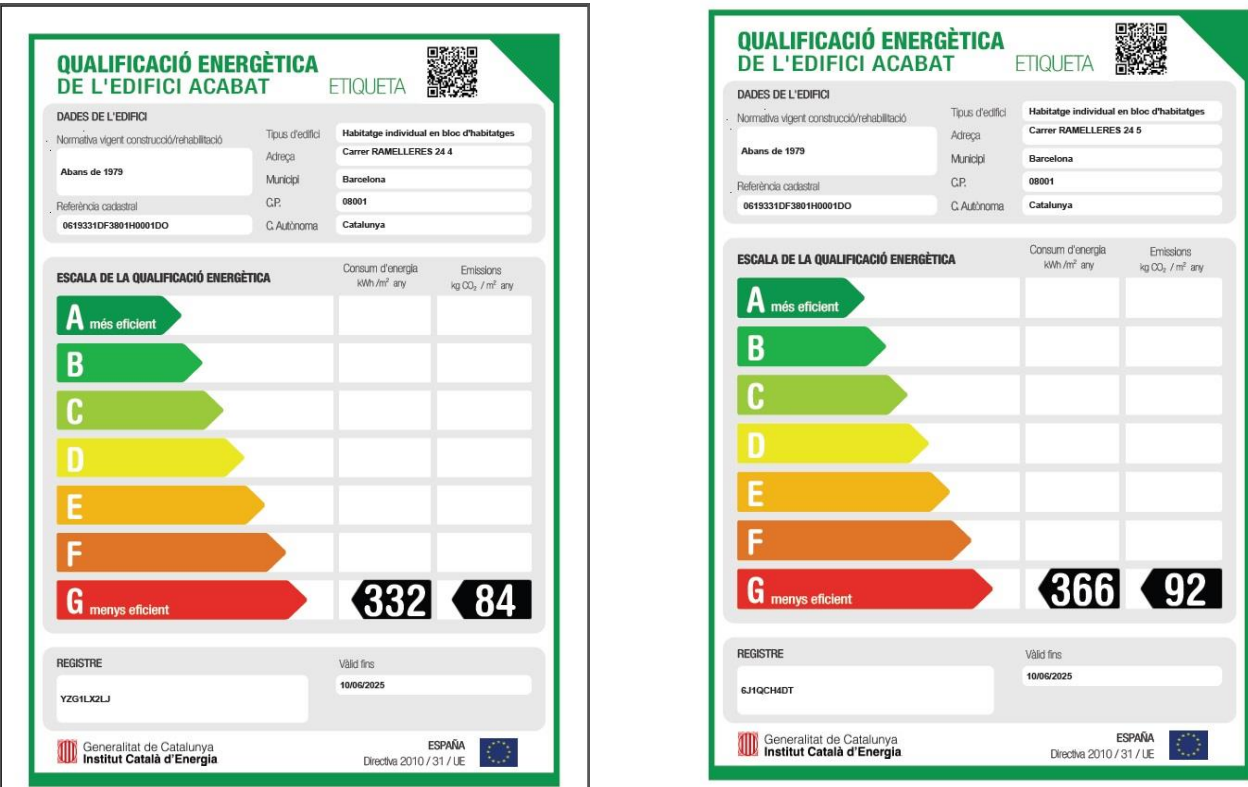 QUALIFICACIÓ ENERGÈTICA
DE L'EDIFICI ACABAT ETIQUETA
DADES DE L'EDIFICI
Normativa vigent construcció/rehabilitació
Abans de 1979
Referència cadastral
0619331DF3801H0001DO
Tipus d'edifici Habitatge individual en bloc d'habitatges
Adreça Carrer RAMELLERES 24 4
Municipi Barcelona
C.P. 08001
C.Autònoma Catalunya
ESCALA DE LA QUALIFICACIÓ ENERGÈTICA
Consum d'energia
kWh/m² any
Emissions
kg CO₂ / m² any
A més eficient
B
C
D
E
F
G menys eficient 332 84
REGISTRE
YZG1LX2LJ
Vàlid fins
10/06/2025
Generalitat de Catalunya
Institut Català d'Energia
ESPAÑA
Directiva 2010 / 31 / UE
QUALIFICACIÓ ENERGÈTICA
DE L'EDIFICI ACABAT ETIQUETA
DADES DE L'EDIFICI
Normativa vigent construcció/rehabilitació
Abans de 1979
Referència cadastral
0619331DF3801H0001DO
Tipus d'edifici Habitatge individual en bloc d'habitatges
Adreça Carrer RAMELLERES 24 5
Municipi Barcelona
C.P. 08001
C.Autònoma Catalunya
ESCALA DE LA QUALIFICACIÓ ENERGÈTICA
Consum d'energia
kWh/m² any
Emissions
kg CO₂ / m² any
A més eficient
B
C
D
E
F
G menys eficient 366 92
REGISTRE
6J1QCH4DT
Vàlid fins
10/06/2025
Generalitat de Catalunya
Institut Català d'Energia
ESPAÑA
Directiva 2010 / 31 / UE